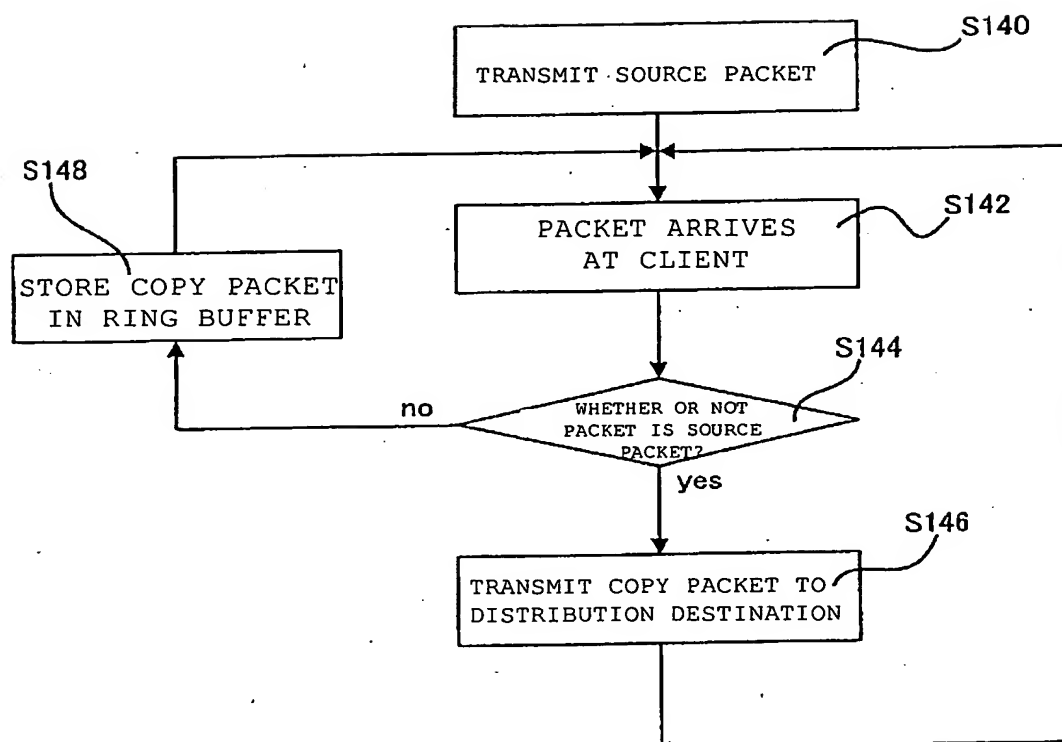 S140
TRANSMIT SOURCE PACKET
S148
S142
PACKET ARRIVES
AT CLIENT
STORE COPY PACKET
IN RING BUFFER
S144
no
WHETHER OR NOT
PACKET IS SOURCE
PACKET?
yes
S146
TRANSMIT COPY PACKET TO
DISTRIBUTION DESTINATION